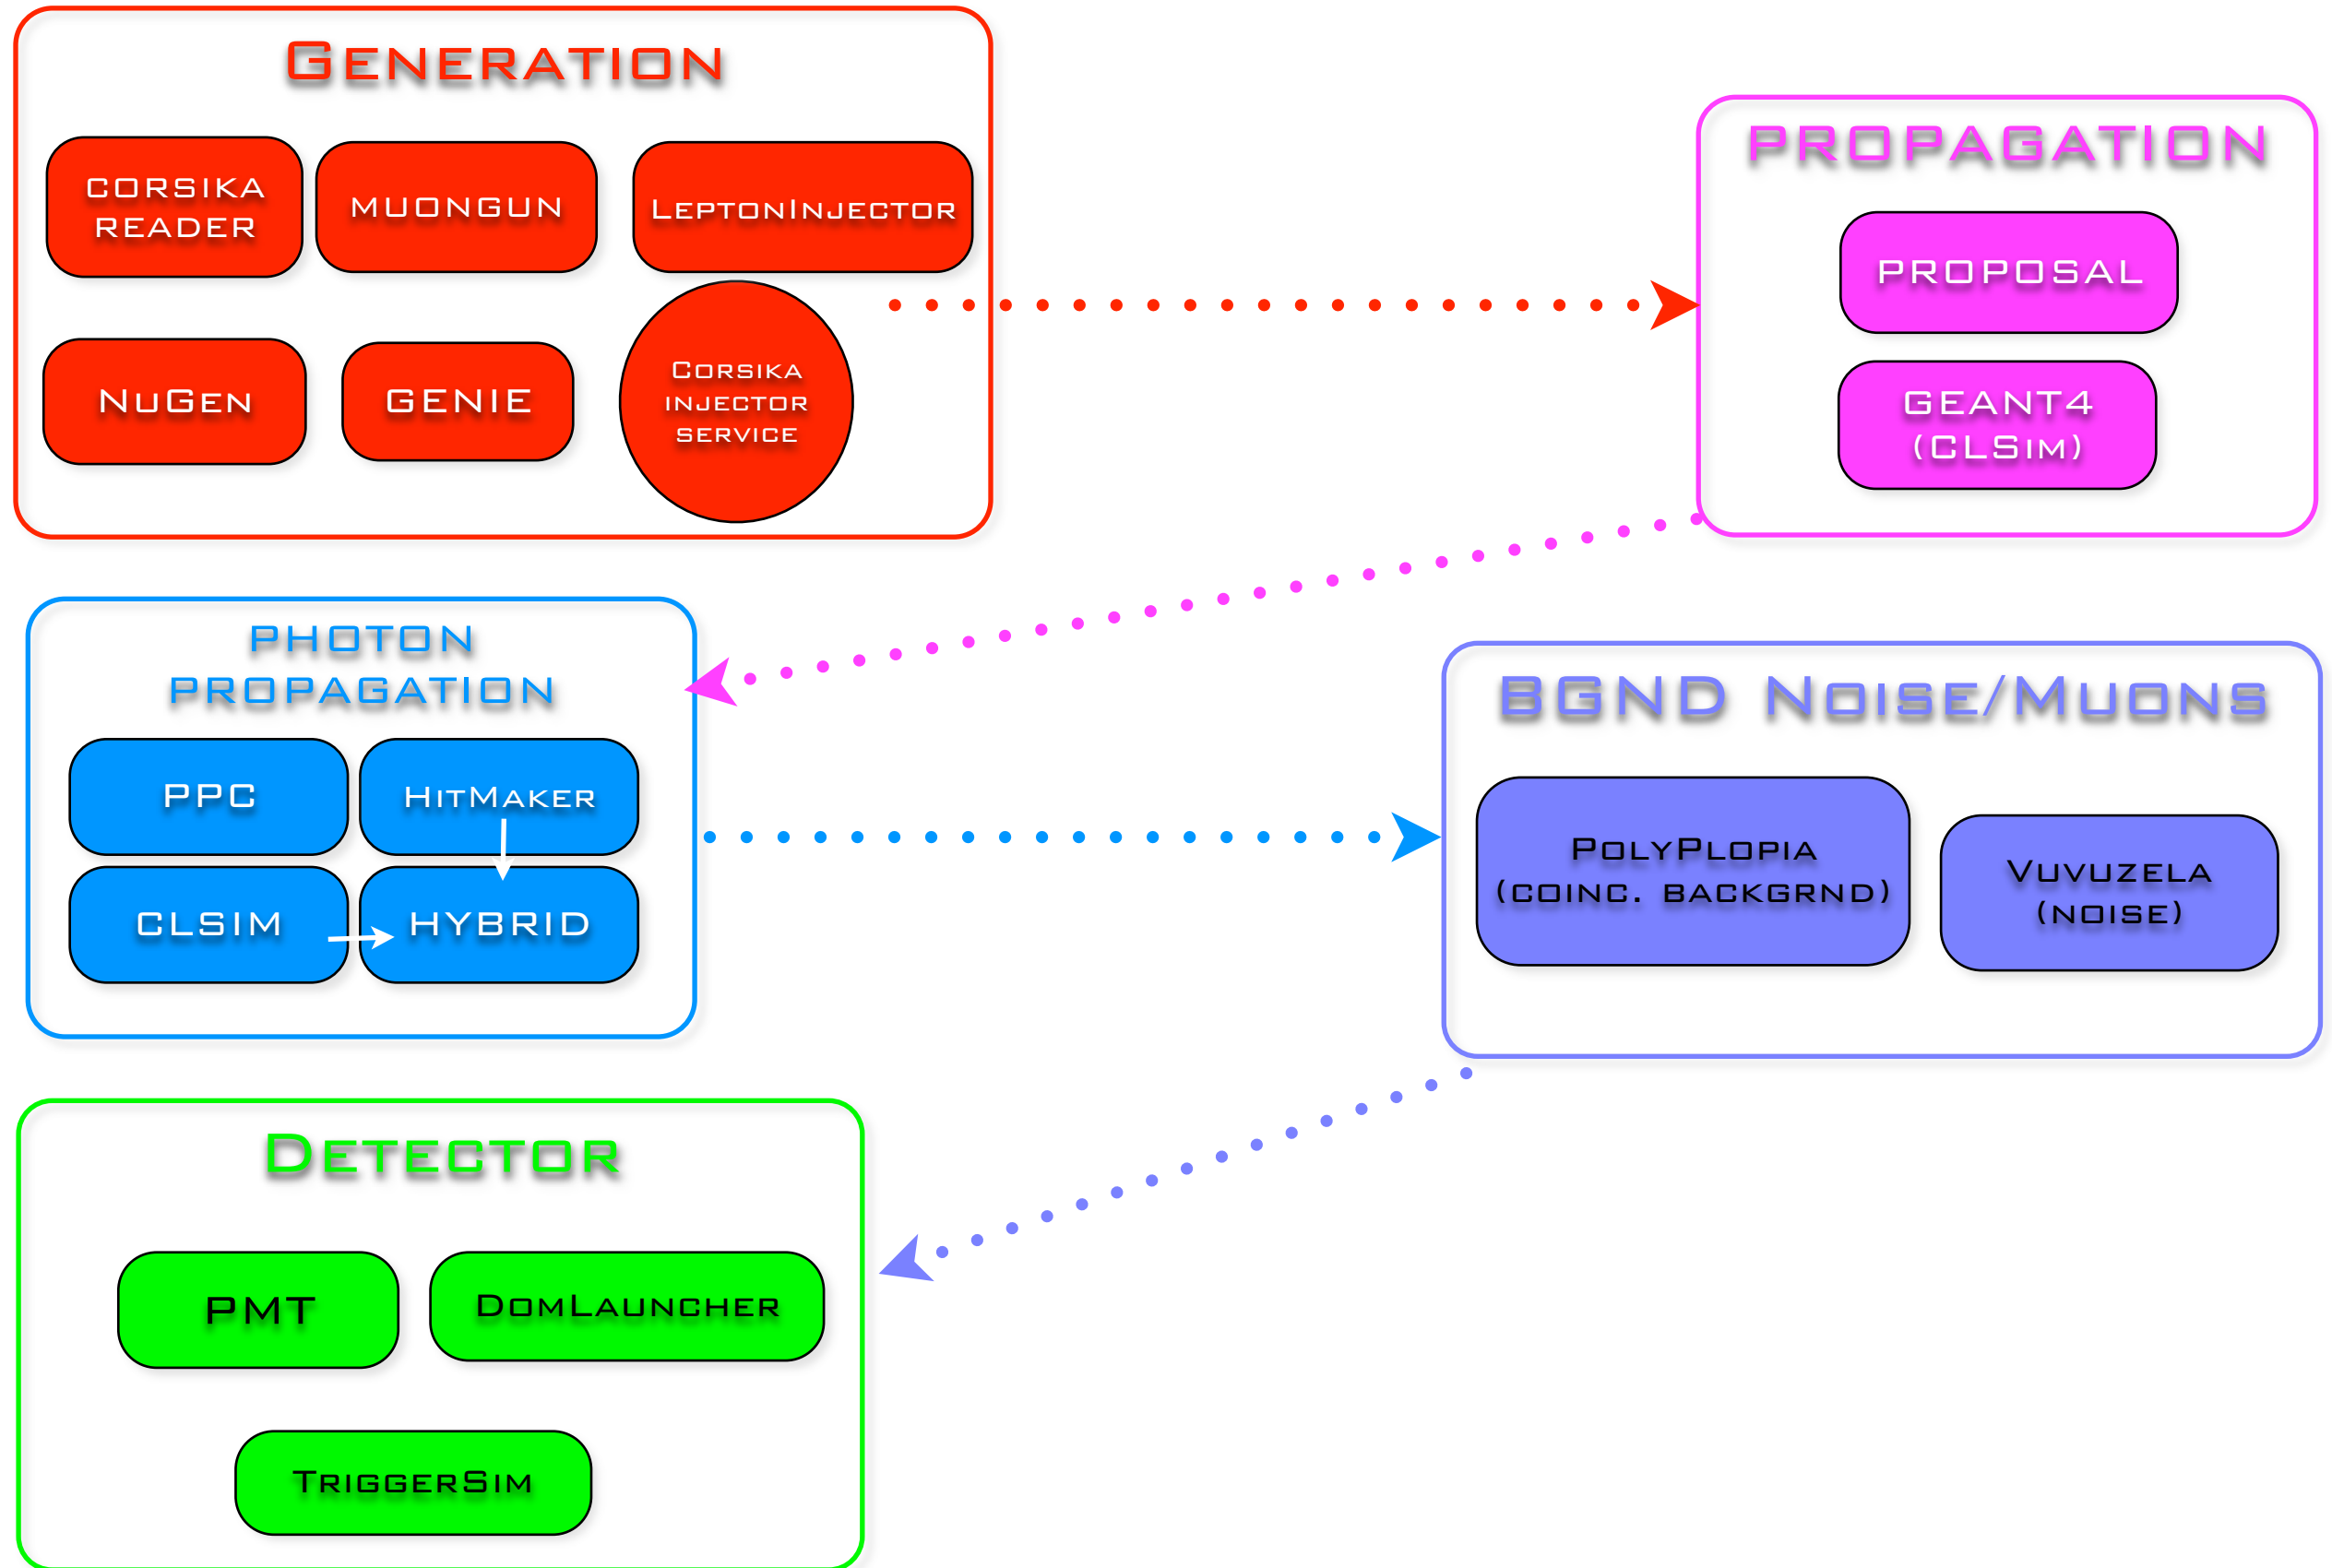 Generation
CORSIKA
READER
MUONGUN
LeptonInjector
NuGen
GENIE
Corsika
injector
service
PROPAGATION
PROPOSAL
GEANT4
(CLSim)
PHOTON
PROPAGATION
PPC
HitMaker
CLSIM
HYBRID
BGND Noise/Muons
PolyPlopia
(coinc. backgrnd)
Vuvuzela
(noise)
Detector
PMT
DomLauncher
TriggerSim